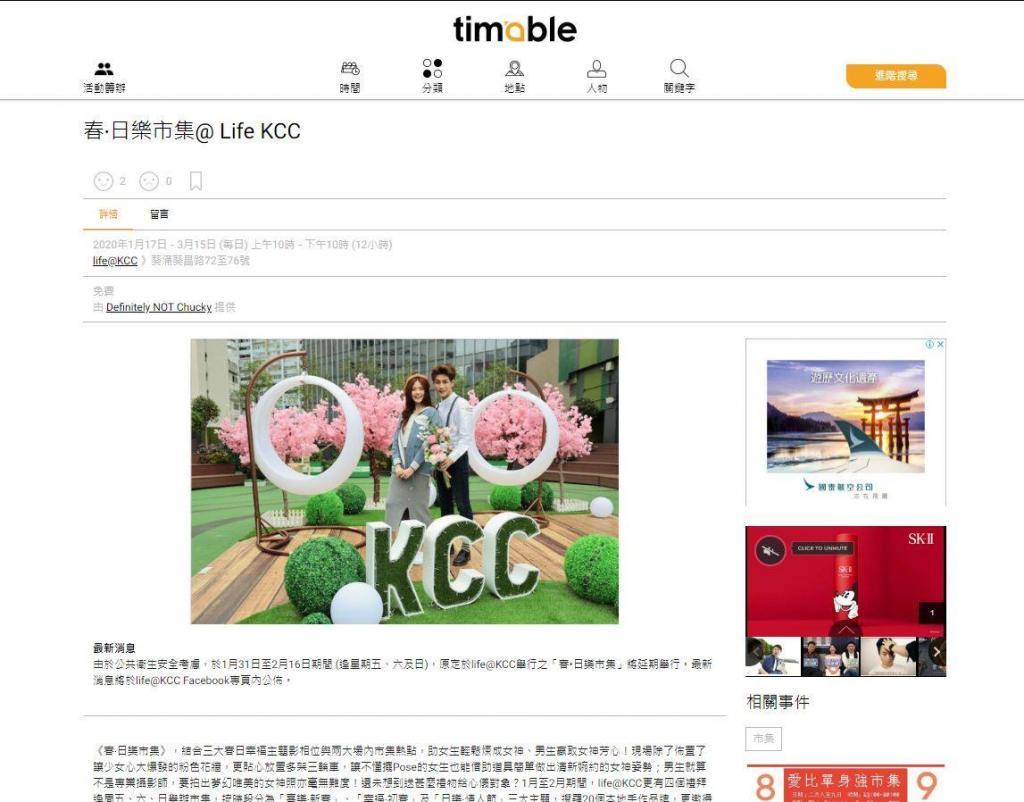 timable
活動籌辦
時間
分類
地點
人物
關鍵字
進階搜尋
春‧日樂市集@ Life KCC
2
0
詳情
留言
2020年1月17日 - 3月15日 (每日) 上午10時 - 下午10時 (12小時)
life@KCC 》葵涌葵昌路72至76號
免費
由 Definitely NOT Chucky 提供
KCC
遊歷文化遺產
國泰航空公司
志在飛躍
SK-II
CLICK TO UNMUTE
SK-II
1
最新消息
由於公共衛生安全考慮，於1月31日至2月16日期間 (逢星期五、六及日)，原定於life@KCC舉行之「春‧日樂市集」將延期舉行。最新
消息將於life@KCC Facebook專頁內公佈。
相關事件
市集
《春‧日樂市集》，結合三大春日幸福主題影相位與兩大場內市集熱點，助女生輕鬆煉成女神、男生贏取女神芳心！現場除了佈置了
讓少女心大爆發的粉色花牆，更貼心放置多架三輪車，讓不懂擺Pose的女生也能借助道具簡單做出清新婉約的女神姿勢；男生就算
不是專業攝影師，要拍出夢幻唯美的女神照亦毫無難度！還未想到送甚麼禮物給心儀對象？1月至2月期間，life@KCC更有四個禮拜
8
愛比單身強市集
9